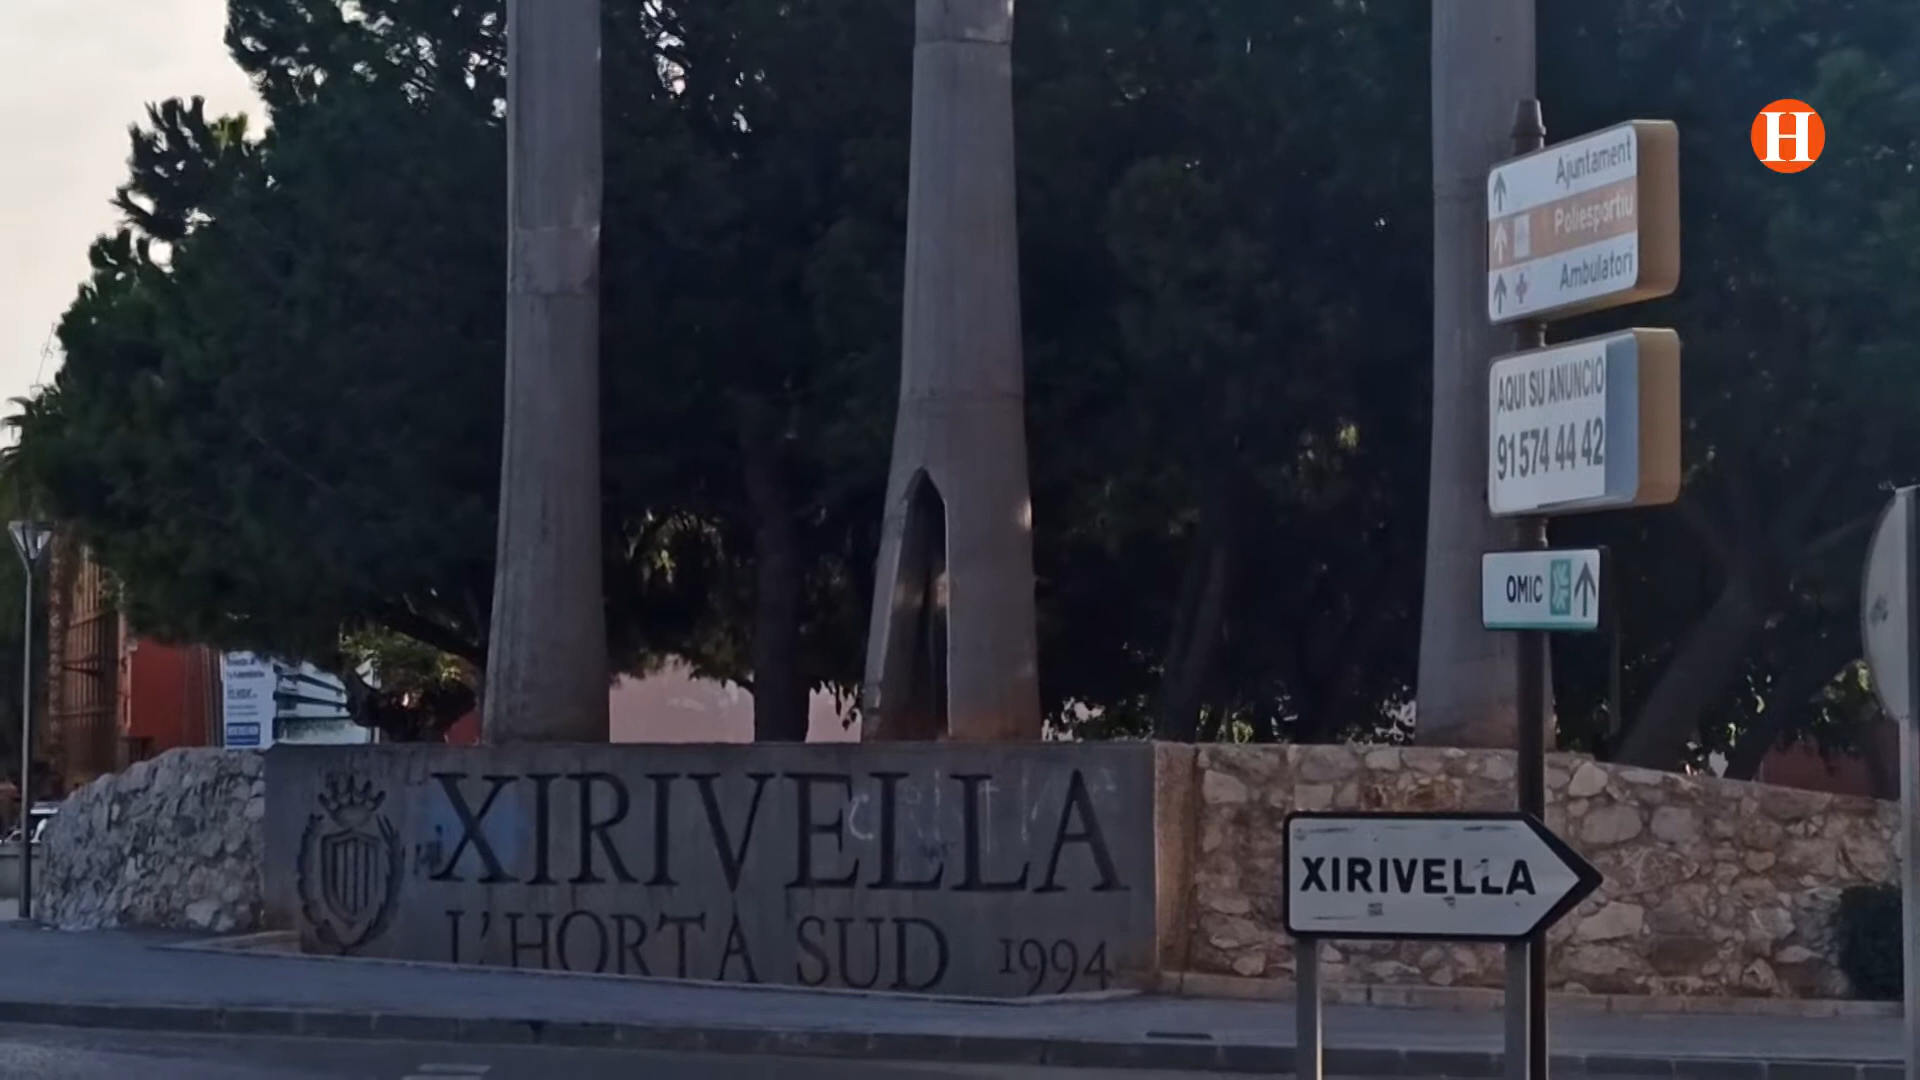 H
Ajuntament
Poliesportiu
Ambulatori
AQUI SU ANUNCIO
91 574 44 42
OMIC
XIRIVELLA
L'HORTA SUD 1994
XIRIVELLA